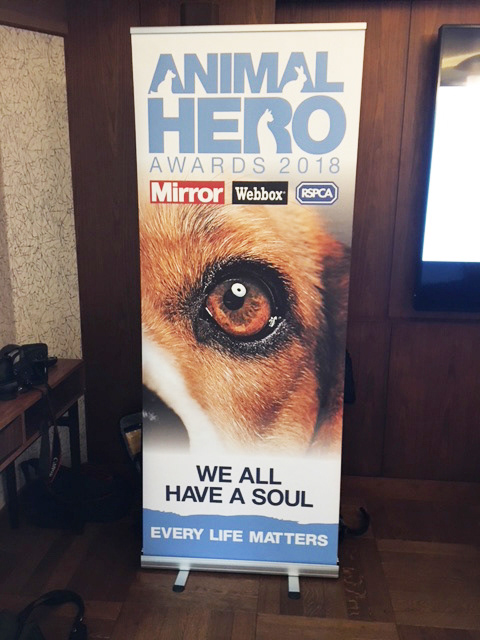 ANIMAL
HERO
AWARDS 2018
Mirror Webbox RSPCA
WE ALL
HAVE A SOUL
EVERY LIFE MATTERS